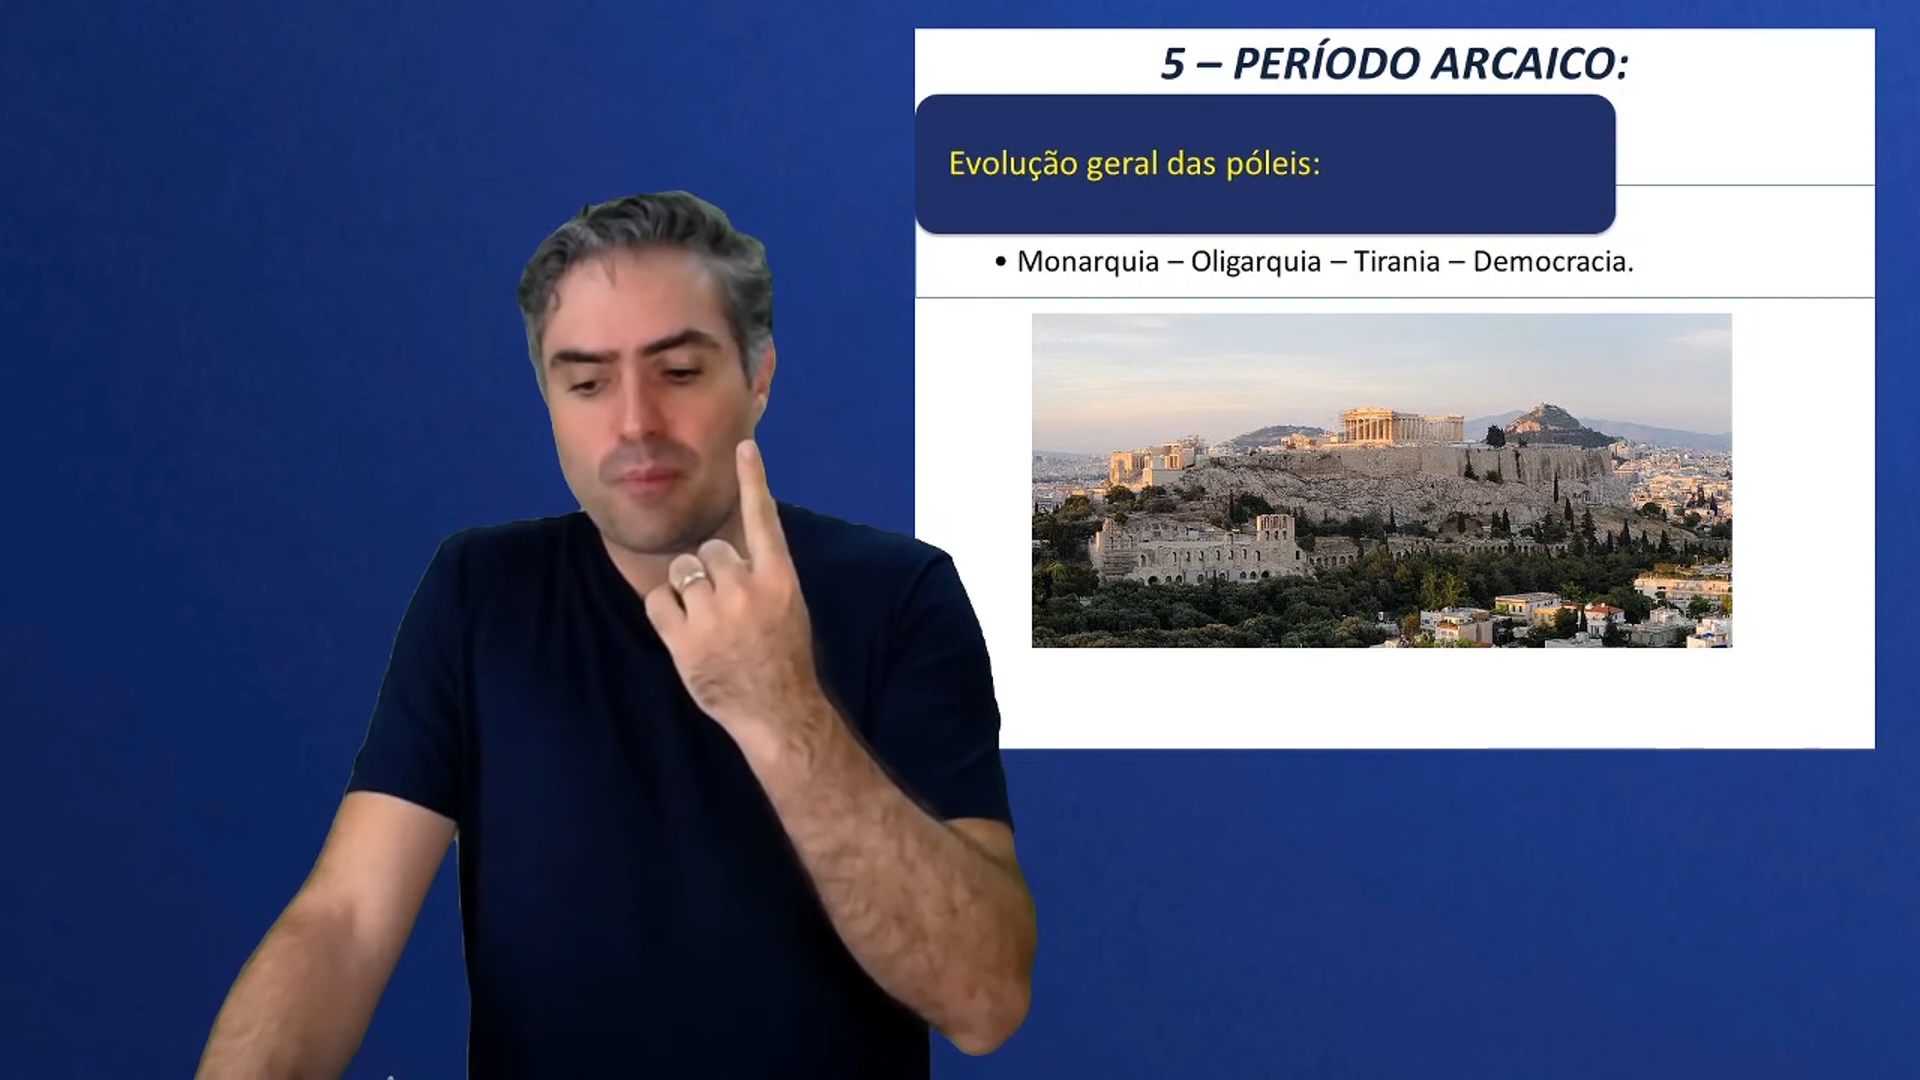 5 – PERÍODO ARCAICO:
Evolução geral das póleis:
• Monarquia – Oligarquia – Tirania – Democracia.